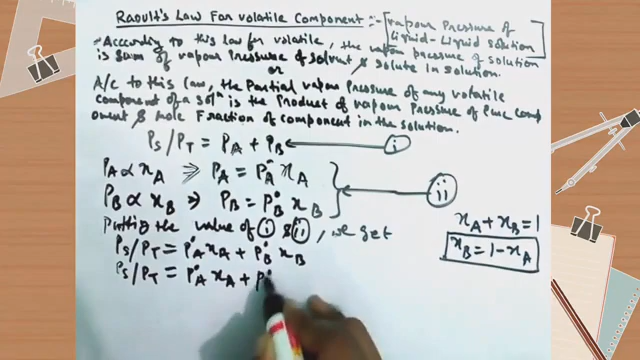 Raoult's Law For Volatile Component :- [vapour Pressure of
liquid-liquid solution]
According to this law for volatile, the vapour pressure of solution
is sum of vapour Pressure of solvent & solute in solution.
or
A/c to this law, the Partial vapour Pressure of any volatile
component of a solⁿ is the Product of vapour Pressure of Pure Comp
onent & mole Fraction of component in the solution.
Ps/PT = PA + PB ← (i)
PA ∝ xA ⇒ PA = P°A xA
PB ∝ xB ⇒ PB = P°B xB ← (ii)
Putting the value of (i) & (ii), we get
Ps/PT = P°A xA + P°B xB
Ps/PT = P°A xA + P°B
xA + xB = 1
xB = 1 - xA